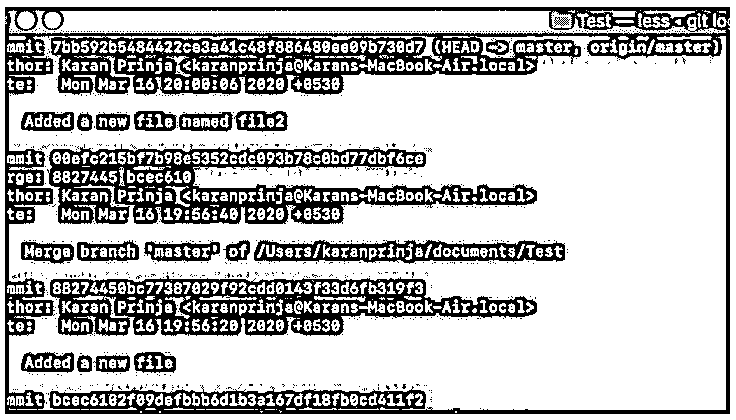 Test — less ◂ git lo
mmit 7bb592b5484422ce3a41c48f886480ee09b730d7 (HEAD -> master, origin/master)
thor: Karan Prinja <karanprinja@Karans-MacBook-Air.local>
te:   Mon Mar 16 20:00:06 2020 +0530
Added a new file named file2
mmit 00efc215bf7b98e5352cdc093b78c0bd77dbf6ce
rge: 8827445 bcec610
thor: Karan Prinja <karanprinja@Karans-MacBook-Air.local>
te:   Mon Mar 16 19:56:40 2020 +0530
Merge branch 'master' of /Users/karanprinja/documents/Test
mmit 88274450bc77387029f92cdd0143f33d6fb319f3
thor: Karan Prinja <karanprinja@Karans-MacBook-Air.local>
te:   Mon Mar 16 19:56:20 2020 +0530
Added a new file
mmit bcec6102f09defbbb6d1b3a167df18fb0cd411f2